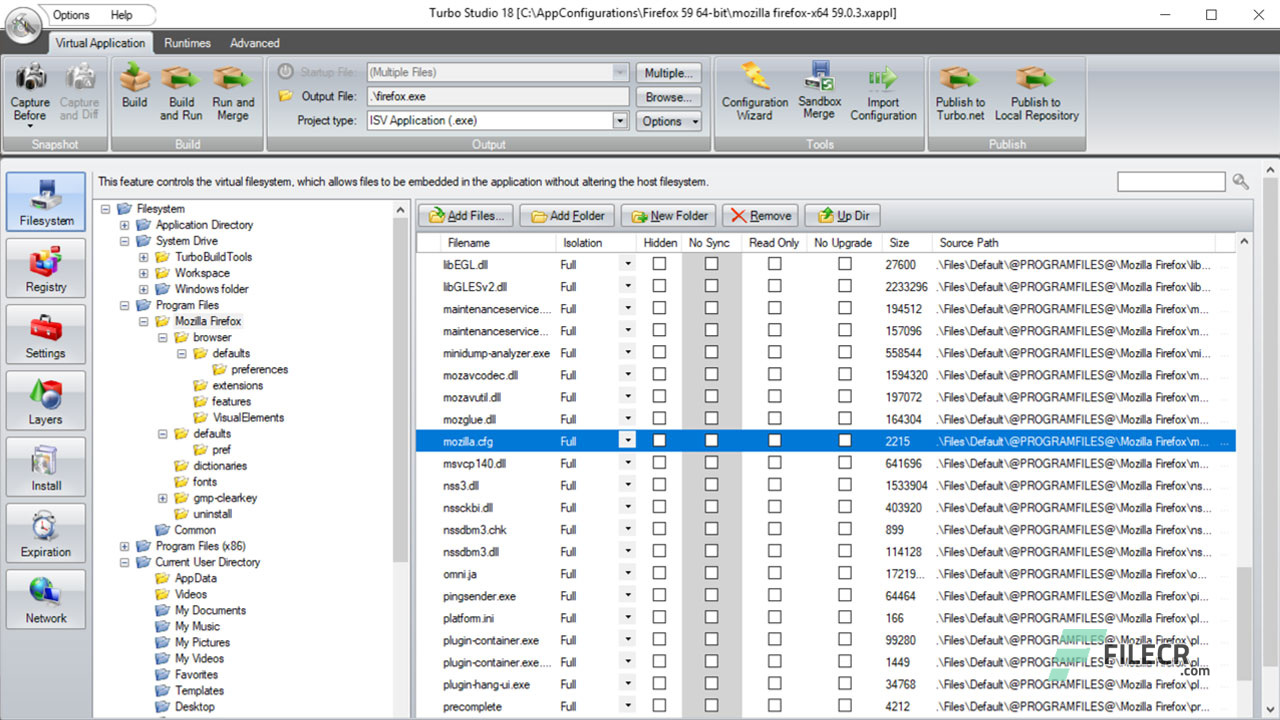 Options Help
Turbo Studio 18 [C:\AppConfigurations\Firefox 59 64-bit\mozilla firefox-x64 59.0.3.xappl]
Virtual Application Runtimes Advanced
Capture Before
Capture and Diff
Snapshot
Build
Build and Run
Run and Merge
Build
Startup File: (Multiple Files) Multiple...
Output File: .\firefox.exe Browse...
Project type: ISV Application (.exe) Options
Output
Configuration Wizard
Sandbox Merge
Import Configuration
Tools
Publish to Turbo.net
Publish to Local Repository
Publish
Filesystem
Registry
Settings
Layers
Install
Expiration
Network
This feature controls the virtual filesystem, which allows files to be embedded in the application without altering the host filesystem.
Filesystem
Application Directory
System Drive
TurboBuildTools
Workspace
Windows folder
Program Files
Mozilla Firefox
browser
defaults
preferences
extensions
features
VisualElements
defaults
pref
dictionaries
fonts
gmp-clearkey
uninstall
Common
Program Files (x86)
Current User Directory
AppData
Videos
My Documents
My Music
My Pictures
My Videos
Favorites
Templates
Desktop
Add Files... Add Folder New Folder Remove Up Dir
Filename Isolation Hidden No Sync Read Only No Upgrade Size Source Path
libEGL.dll Full 27600 .\Files\Default\@PROGRAMFILES@\Mozilla Firefox\lib...
libGLESv2.dll Full 2233296 .\Files\Default\@PROGRAMFILES@\Mozilla Firefox\lib...
maintenanceservice.... Full 194512 .\Files\Default\@PROGRAMFILES@\Mozilla Firefox\m...
maintenanceservice... Full 157096 .\Files\Default\@PROGRAMFILES@\Mozilla Firefox\m...
minidump-analyzer.exe Full 558544 .\Files\Default\@PROGRAMFILES@\Mozilla Firefox\mi...
mozavcodec.dll Full 1594320 .\Files\Default\@PROGRAMFILES@\Mozilla Firefox\m...
mozavutil.dll Full 197072 .\Files\Default\@PROGRAMFILES@\Mozilla Firefox\m...
mozglue.dll Full 164304 .\Files\Default\@PROGRAMFILES@\Mozilla Firefox\m...
mozilla.cfg Full 2215 .\Files\Default\@PROGRAMFILES@\Mozilla Firefox\m... ...
msvcp140.dll Full 641696 .\Files\Default\@PROGRAMFILES@\Mozilla Firefox\m...
nss3.dll Full 1533904 .\Files\Default\@PROGRAMFILES@\Mozilla Firefox\ns...
nssckbi.dll Full 403920 .\Files\Default\@PROGRAMFILES@\Mozilla Firefox\ns...
nssdbm3.chk Full 899 .\Files\Default\@PROGRAMFILES@\Mozilla Firefox\ns...
nssdbm3.dll Full 114128 .\Files\Default\@PROGRAMFILES@\Mozilla Firefox\ns...
omni.ja Full 17219... .\Files\Default\@PROGRAMFILES@\Mozilla Firefox\o...
pingsender.exe Full 64464 .\Files\Default\@PROGRAMFILES@\Mozilla Firefox\pi...
platform.ini Full 166 .\Files\Default\@PROGRAMFILES@\Mozilla Firefox\pl...
plugin-container.exe Full 99280 .\Files\Default\@PROGRAMFILES@\Mozilla Firefox\pl...
plugin-container.exe.... Full 1449 .\Files\Default\@PROGRAMFILES@\Mozilla Firefox\pl...
plugin-hang-ui.exe Full 34768 .\Files\Default\@PROGRAMFILES@\Mozilla Firefox\pl...
precomplete Full 4212 .\Files\Default\@PROGRAMFILES@\Mozilla Firefox\pr...
FILECR
.com